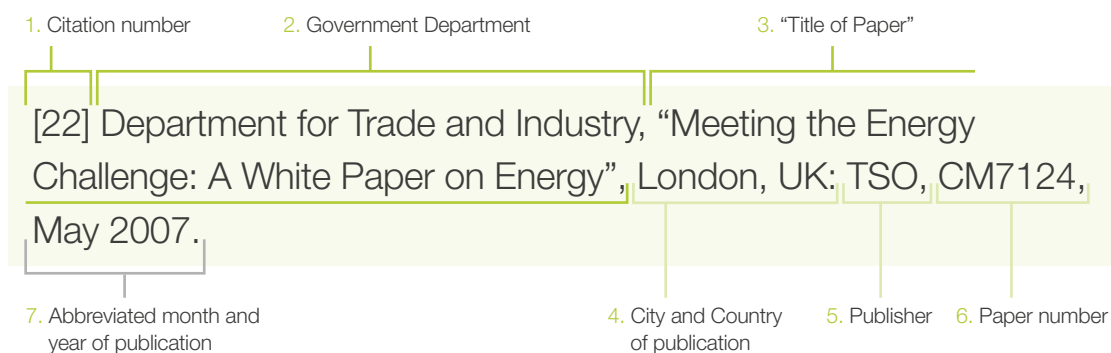 1. Citation number
2. Government Department
3. “Title of Paper”
[22] Department for Trade and Industry, “Meeting the Energy
Challenge: A White Paper on Energy”, London, UK: TSO, CM7124,
May 2007.
7. Abbreviated month and
year of publication
4. City and Country
of publication
5. Publisher
6. Paper number